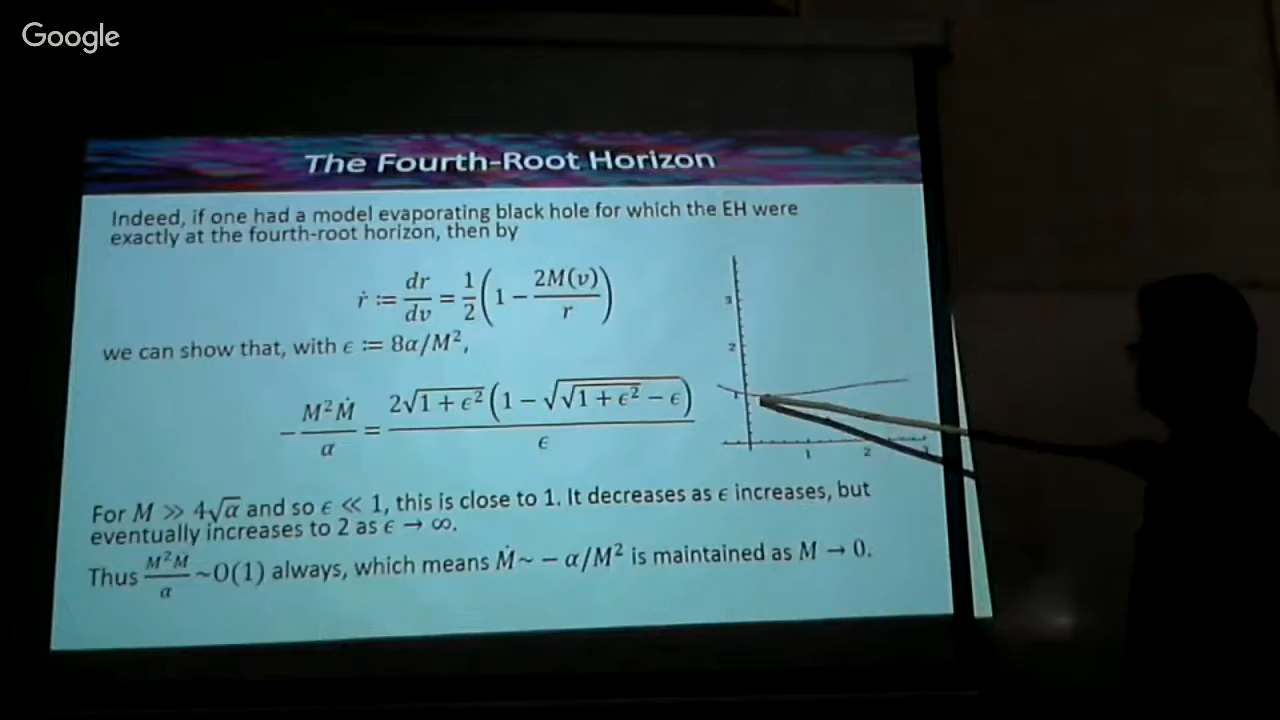 Google
The Fourth-Root Horizon
Indeed, if one had a model evaporating black hole for which the EH were
exactly at the fourth-root horizon, then by
ṙ := dr/dv = 1/2 (1 − 2M(v)/r)
we can show that, with ϵ := 8α/M²,
− M²Ṁ/α = 2√1 + ϵ² (1 − √√1 + ϵ² − ϵ) / ϵ
3
2
1
1 2 3
For M ≫ 4√α and so ϵ ≪ 1, this is close to 1. It decreases as ϵ increases, but
eventually increases to 2 as ϵ → ∞.
Thus M²Ṁ/α ~O(1) always, which means Ṁ~ − α/M² is maintained as M → 0.